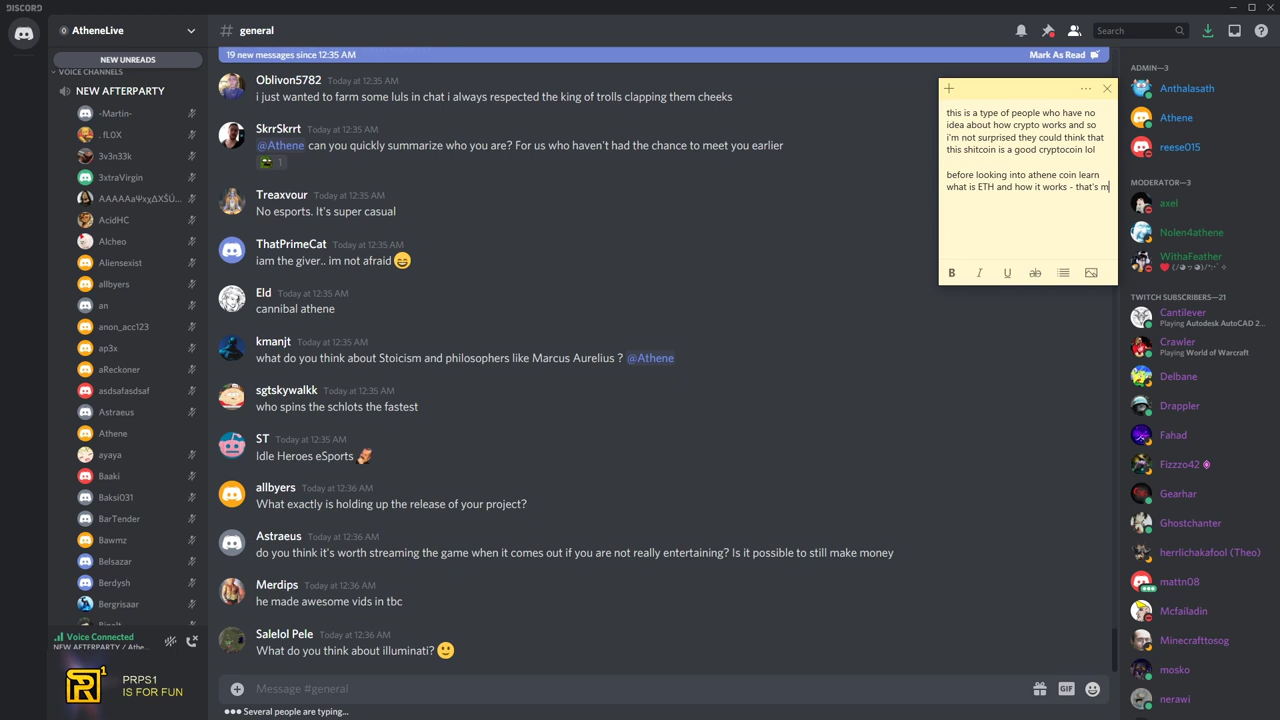 DISCORD
AtheneLive
# general
Search
NEW UNREADS
VOICE CHANNELS
NEW AFTERPARTY
-Martin-
. fL0X
3v3n33k
3xtraVirgin
AcidHC
Alcheo
Aliensexist
allbyers
an
anon_acc123
ap3x
aReckoner
asdsafasdsaf
Astraeus
Athene
ayaya
Baaki
Baksi031
BarTender
Bawmz
Belsazar
Berdysh
Bergrisaar
Voice Connected
NEW AFTERPARTY / Athe...
PRPS1
IS FOR FUN
19 new messages since 12:35 AM
Mark As Read
Oblivon5782 Today at 12:35 AM
i just wanted to farm some luls in chat i always respected the king of trolls clapping them cheeks
SkrrSkrrt Today at 12:35 AM
@Athene can you quickly summarize who you are? For us who haven't had the chance to meet you earlier
1
Treaxvour Today at 12:35 AM
No esports. It's super casual
ThatPrimeCat Today at 12:35 AM
iam the giver.. im not afraid
Eld Today at 12:35 AM
cannibal athene
kmanjt Today at 12:35 AM
what do you think about Stoicism and philosophers like Marcus Aurelius ? @Athene
sgtskywalkk Today at 12:35 AM
who spins the schlots the fastest
ST Today at 12:35 AM
Idle Heroes eSports
allbyers Today at 12:36 AM
What exactly is holding up the release of your project?
Astraeus Today at 12:36 AM
do you think it's worth streaming the game when it comes out if you are not really entertaining? Is it possible to still make money
Merdips Today at 12:36 AM
he made awesome vids in tbc
Salelol Pele Today at 12:36 AM
What do you think about illuminati?
Message #general
GIF
Several people are typing...
this is a type of people who have no
idea about how crypto works and so
i'm not surprised they could think that
this shitcoin is a good cryptocoin lol
before looking into athene coin learn
what is ETH and how it works - that's m
B I U ab
ADMIN—3
Anthalasath
Athene
reese015
MODERATOR—3
axel
Nolen4athene
WithaFeather
TWITCH SUBSCRIBERS—21
Cantilever
Playing Autodesk AutoCAD 2...
Crawler
Playing World of Warcraft
Delbane
Drappler
Fahad
Fizzzo42
Gearhar
Ghostchanter
herrlichakafool (Theo)
mattn08
Mcfailadin
Minecrafttosog
mosko
nerawi